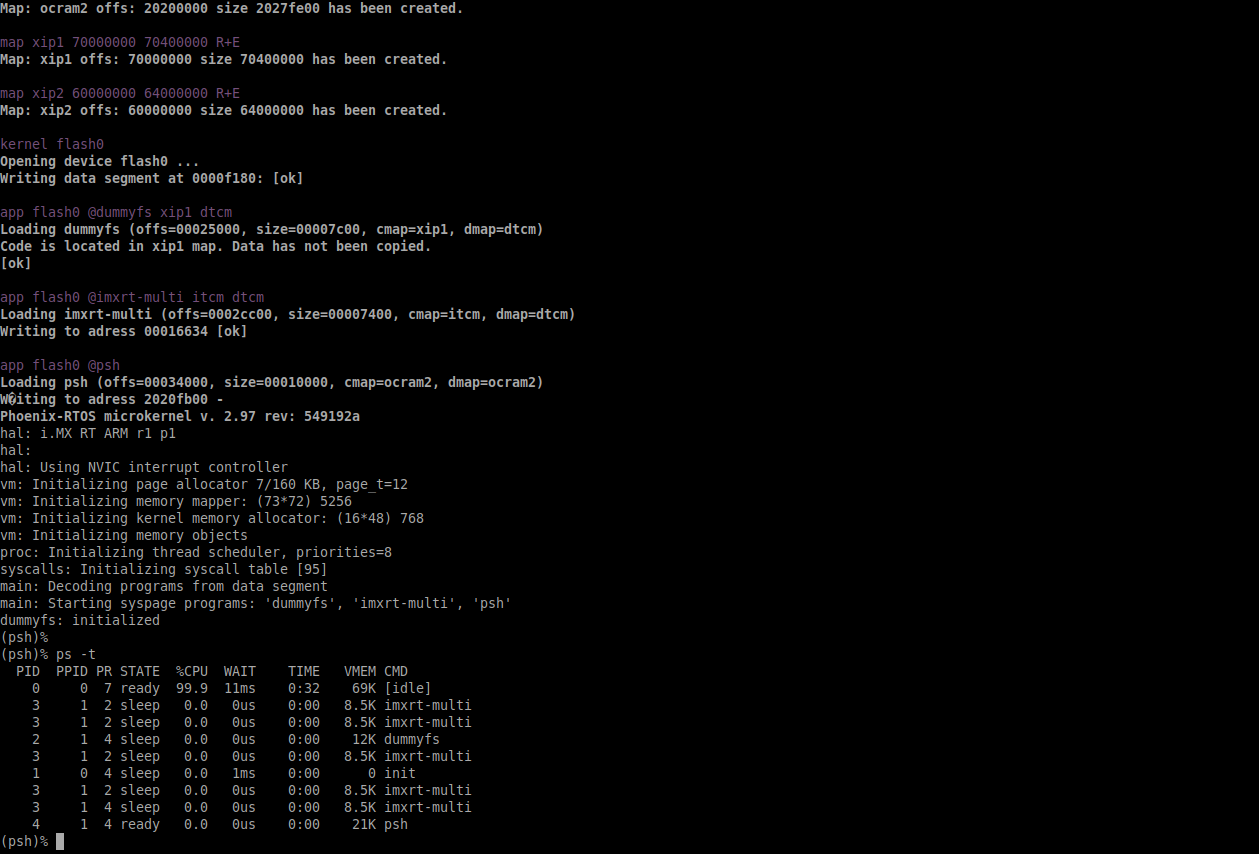 Map: ocram2 offs: 20200000 size 2027fe00 has been created.
map xip1 70000000 70400000 R+E
Map: xip1 offs: 70000000 size 70400000 has been created.
map xip2 60000000 64000000 R+E
Map: xip2 offs: 60000000 size 64000000 has been created.
kernel flash0
Opening device flash0 ...
Writing data segment at 0000f180: [ok]
app flash0 @dummyfs xip1 dtcm
Loading dummyfs (offs=00025000, size=00007c00, cmap=xip1, dmap=dtcm)
Code is located in xip1 map. Data has not been copied.
[ok]
app flash0 @imxrt-multi itcm dtcm
Loading imxrt-multi (offs=0002cc00, size=00007400, cmap=itcm, dmap=dtcm)
Writing to adress 00016634 [ok]
app flash0 @psh
Loading psh (offs=00034000, size=00010000, cmap=ocram2, dmap=ocram2)
W�iting to adress 2020fb00 -
Phoenix-RTOS microkernel v. 2.97 rev: 549192a
hal: i.MX RT ARM r1 p1
hal:
hal: Using NVIC interrupt controller
vm: Initializing page allocator 7/160 KB, page_t=12
vm: Initializing memory mapper: (73*72) 5256
vm: Initializing kernel memory allocator: (16*48) 768
vm: Initializing memory objects
proc: Initializing thread scheduler, priorities=8
syscalls: Initializing syscall table [95]
main: Decoding programs from data segment
main: Starting syspage programs: 'dummyfs', 'imxrt-multi', 'psh'
dummyfs: initialized
(psh)%
(psh)% ps -t
  PID  PPID PR STATE  %CPU  WAIT    TIME   VMEM CMD
    0     0  7 ready  99.9  11ms    0:32    69K [idle]
    3     1  2 sleep   0.0   0us    0:00   8.5K imxrt-multi
    3     1  2 sleep   0.0   0us    0:00   8.5K imxrt-multi
    2     1  4 sleep   0.0   0us    0:00    12K dummyfs
    3     1  2 sleep   0.0   0us    0:00   8.5K imxrt-multi
    1     0  4 sleep   0.0   1ms    0:00      0 init
    3     1  2 sleep   0.0   0us    0:00   8.5K imxrt-multi
    3     1  4 sleep   0.0   0us    0:00   8.5K imxrt-multi
    4     1  4 ready   0.0   0us    0:00    21K psh
(psh)%